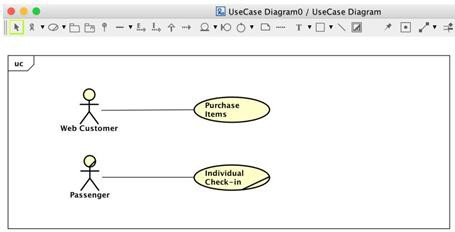 UseCase Diagram0 / UseCase Diagram
uc
Purchase
Items
Web Customer
Individual
Check-in
Passenger